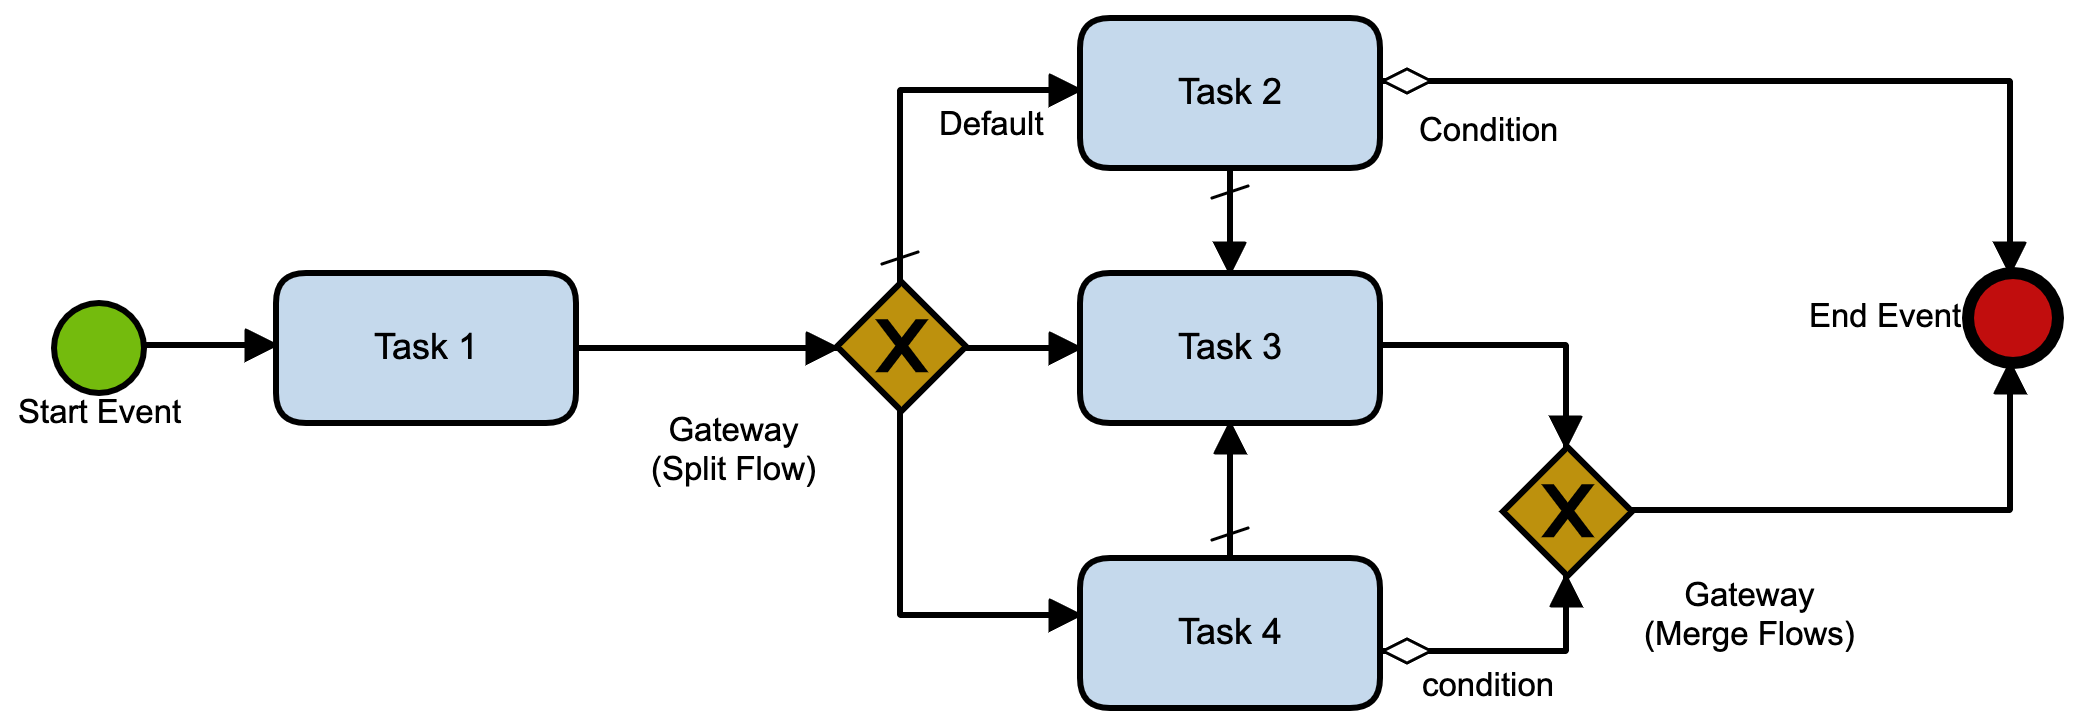 Task 2
Default
Condition
Start Event
Task 1
X
Gateway
(Split Flow)
Task 3
End Event
X
Gateway
(Merge Flows)
Task 4
condition